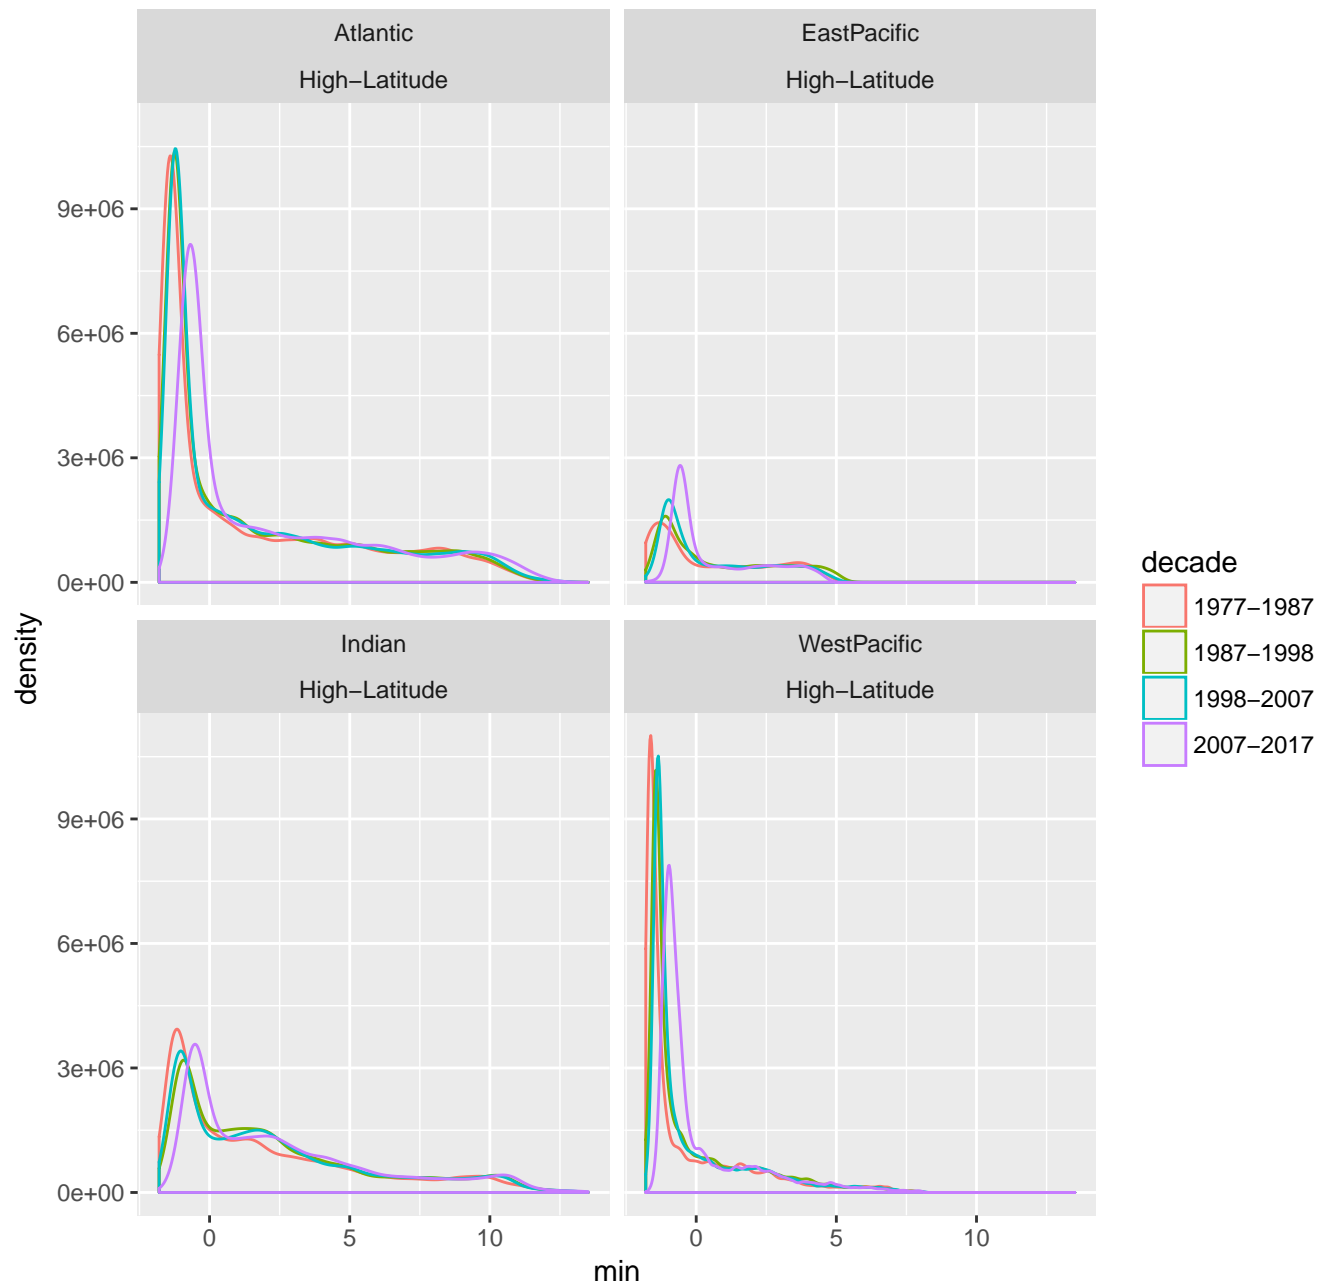 Atlantic
High−Latitude
EastPacific
High−Latitude
9e+06
6e+06
3e+06
0e+00
Indian
High−Latitude
WestPacific
High−Latitude
9e+06
6e+06
3e+06
0e+00
0 5 10
0 5 10
min
density
decade
1977−1987
1987−1998
1998−2007
2007−2017